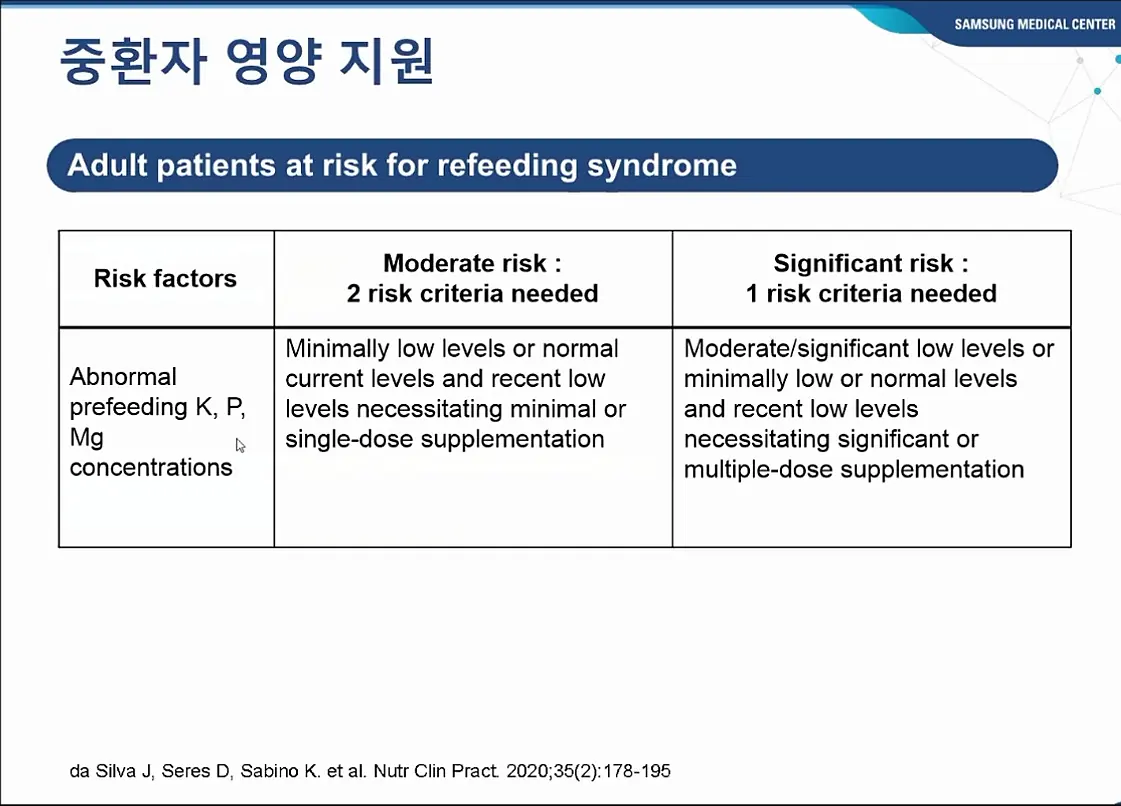 SAMSUNG MEDICAL CENTER
중환자 영양 지원
Adult patients at risk for refeeding syndrome
Risk factors
Moderate risk :
2 risk criteria needed
Significant risk :
1 risk criteria needed
Abnormal
prefeeding K, P,
Mg
concentrations
Minimally low levels or normal
current levels and recent low
levels necessitating minimal or
single-dose supplementation
Moderate/significant low levels or
minimally low or normal levels
and recent low levels
necessitating significant or
multiple-dose supplementation
da Silva J, Seres D, Sabino K. et al. Nutr Clin Pract. 2020;35(2):178-195